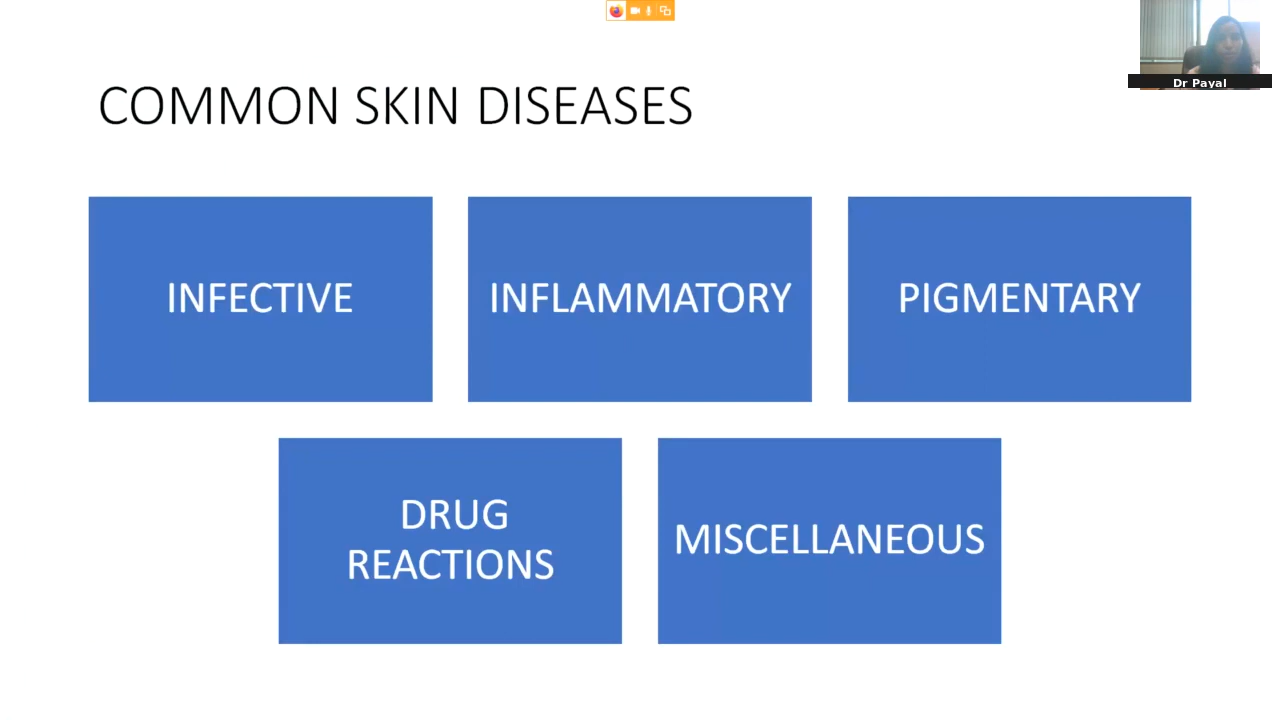 Dr Payal
COMMON SKIN DISEASES
INFECTIVE
INFLAMMATORY
PIGMENTARY
DRUG
REACTIONS
MISCELLANEOUS